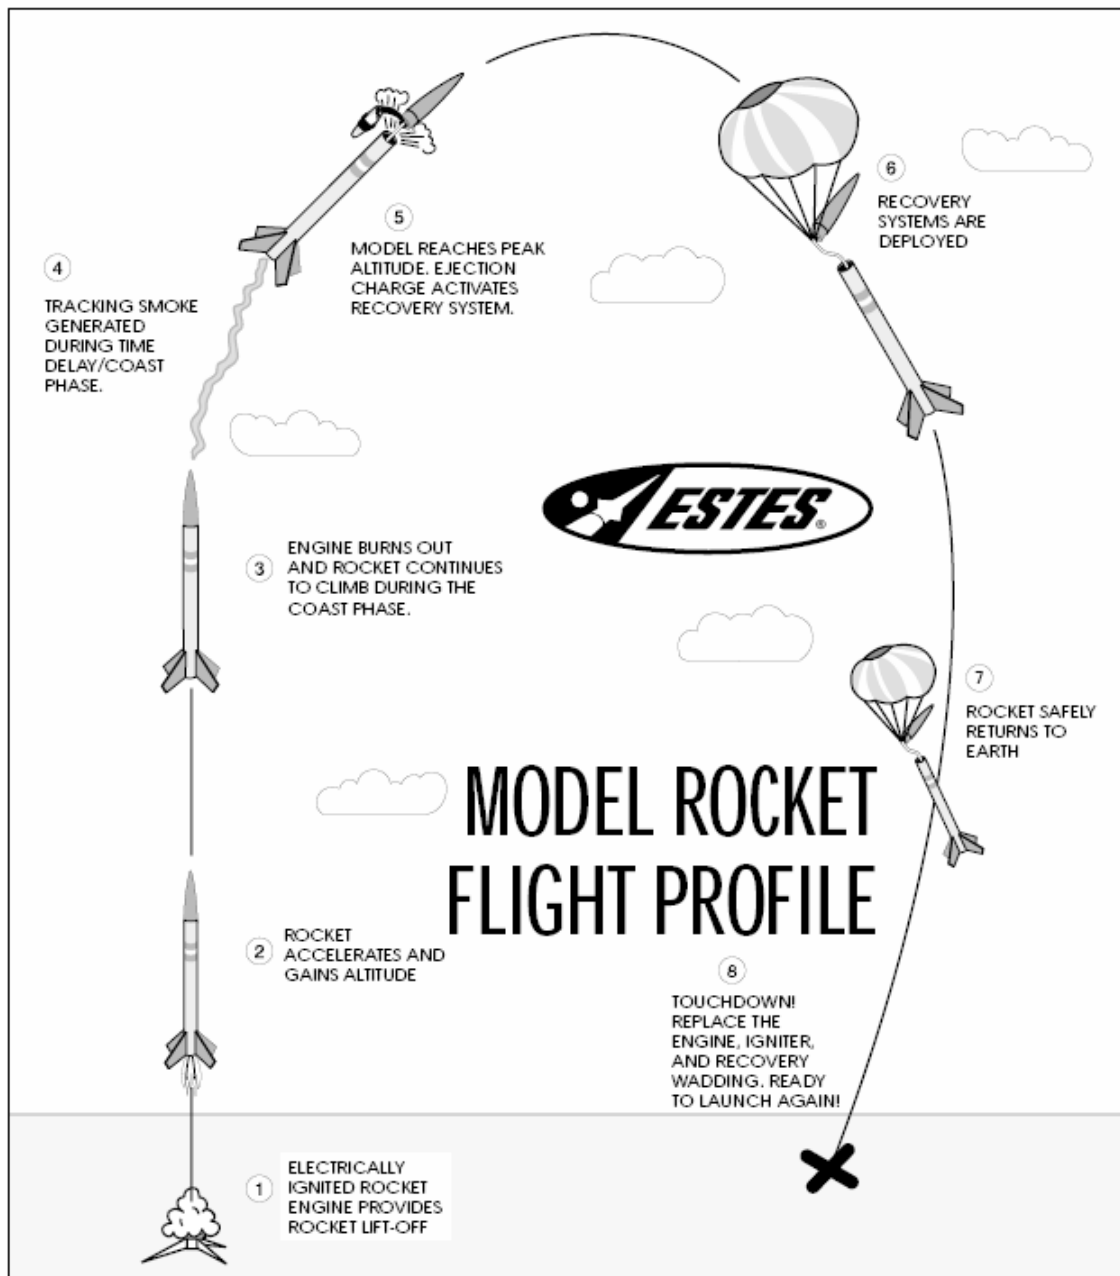 1
ELECTRICALLY
IGNITED ROCKET
ENGINE PROVIDES
ROCKET LIFT-OFF
2
ROCKET
ACCELERATES AND
GAINS ALTITUDE
3
ENGINE BURNS OUT
AND ROCKET CONTINUES
TO CLIMB DURING THE
COAST PHASE.
4
TRACKING SMOKE
GENERATED
DURING TIME
DELAY/COAST
PHASE.
5
MODEL REACHES PEAK
ALTITUDE. EJECTION
CHARGE ACTIVATES
RECOVERY SYSTEM.
6
RECOVERY
SYSTEMS ARE
DEPLOYED
ESTES®
7
ROCKET SAFELY
RETURNS TO
EARTH
MODEL ROCKET
FLIGHT PROFILE
8
TOUCHDOWN!
REPLACE THE
ENGINE, IGNITER,
AND RECOVERY
WADDING. READY
TO LAUNCH AGAIN!